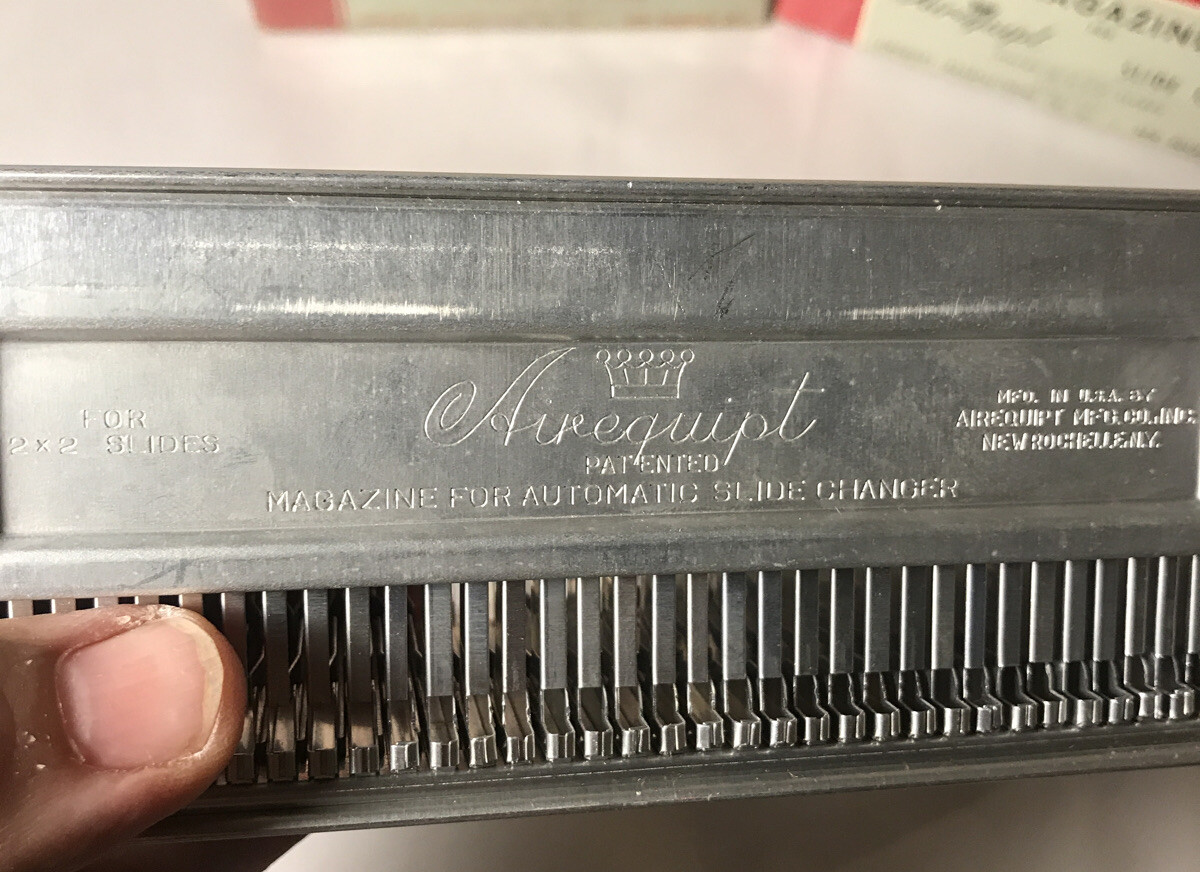 MAGAZINE
FOR
2 x 2 SLIDES
Airequipt
PATENTED
MAGAZINE FOR AUTOMATIC SLIDE CHANGER
MFD. IN U.S.A. BY
AIREQUIPT MFG. CO., INC.
NEW ROCHELLE N.Y.